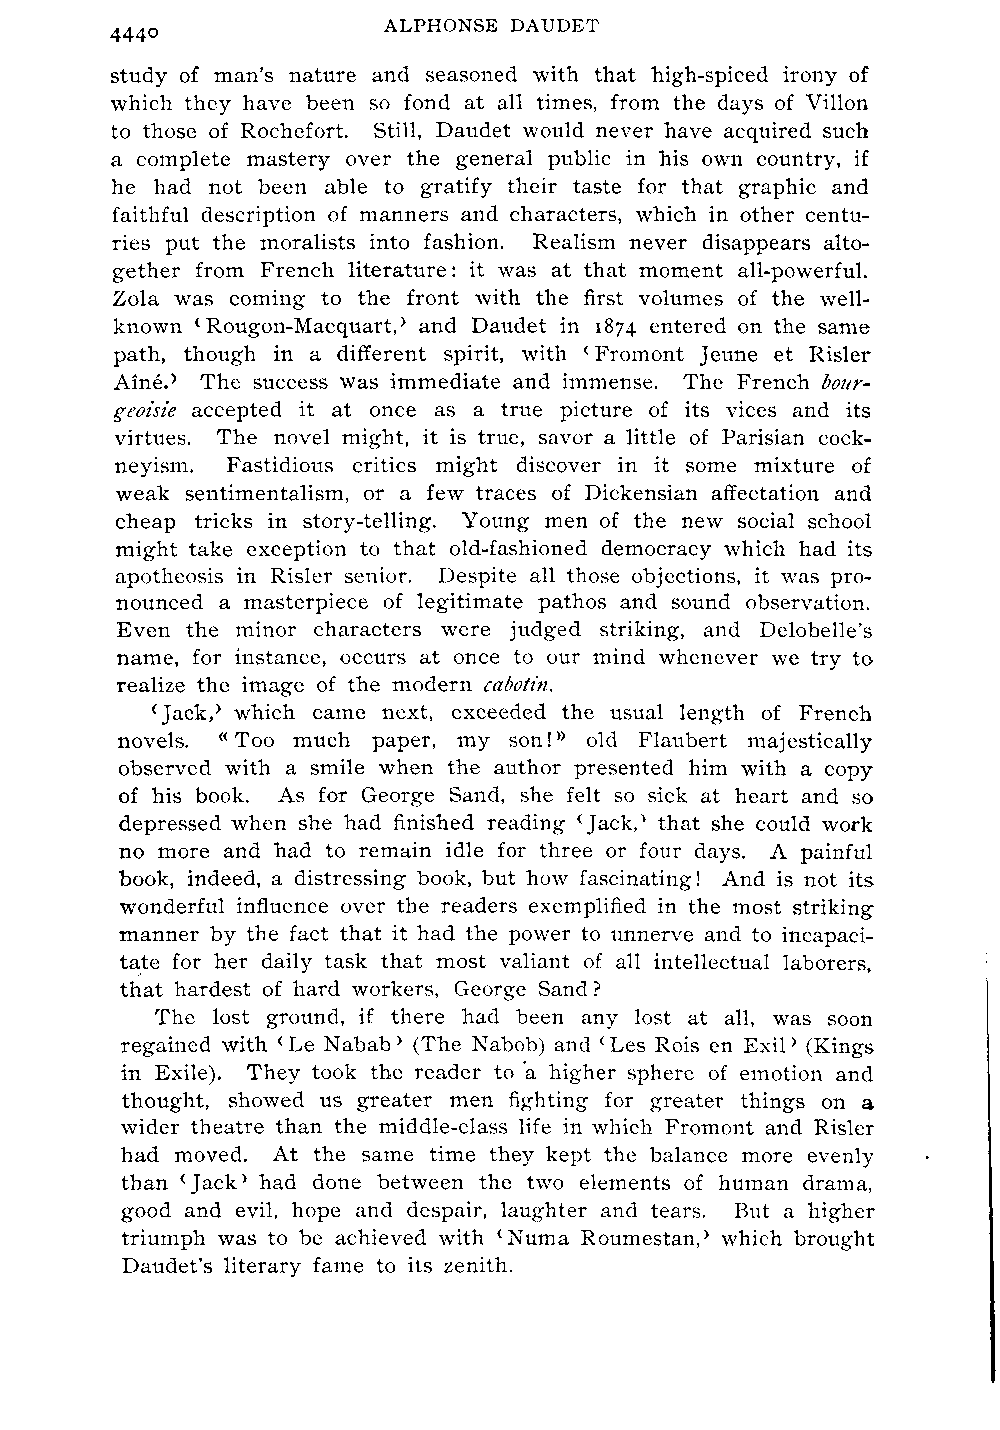 4440 ALPHONSE DAUDET
study of man's nature and seasoned with that high-spiced irony of
which they have been so fond at all times, from the days of Villon
to those of Rochefort. Still, Daudet would never have acquired such
a complete mastery over the general public in his own country, if
he had not been able to gratify their taste for that graphic and
faithful description of manners and characters, which in other centu-
ries put the moralists into fashion. Realism never disappears alto-
gether from French literature: it was at that moment all-powerful.
Zola was coming to the front with the first volumes of the well-
known ‹Rougon-Macquart,› and Daudet in 1874 entered on the same
path, though in a different spirit, with ‹Fromont Jeune et Risler
Aîné.› The success was immediate and immense. The French bour-
geoisie accepted it at once as a true picture of its vices and its
virtues. The novel might, it is true, savor a little of Parisian cock-
neyism. Fastidious critics might discover in it some mixture of
weak sentimentalism, or a few traces of Dickensian affectation and
cheap tricks in story-telling. Young men of the new social school
might take exception to that old-fashioned democracy which had its
apotheosis in Risler senior. Despite all those objections, it was pro-
nounced a masterpiece of legitimate pathos and sound observation.
Even the minor characters were judged striking, and Delobelle's
name, for instance, occurs at once to our mind whenever we try to
realize the image of the modern cabotin.
‹Jack,› which came next, exceeded the usual length of French
novels. «Too much paper, my son!» old Flaubert majestically
observed with a smile when the author presented him with a copy
of his book. As for George Sand, she felt so sick at heart and so
depressed when she had finished reading ‹Jack,› that she could work
no more and had to remain idle for three or four days. A painful
book, indeed, a distressing book, but how fascinating! And is not its
wonderful influence over the readers exemplified in the most striking
manner by the fact that it had the power to unnerve and to incapaci-
tate for her daily task that most valiant of all intellectual laborers,
that hardest of hard workers, George Sand?
The lost ground, if there had been any lost at all, was soon
regained with ‹Le Nabab› (The Nabob) and ‹Les Rois en Exil› (Kings
in Exile). They took the reader to a higher sphere of emotion and
thought, showed us greater men fighting for greater things on a
wider theatre than the middle-class life in which Fromont and Risler
had moved. At the same time they kept the balance more evenly
than ‹Jack› had done between the two elements of human drama,
good and evil, hope and despair, laughter and tears. But a higher
triumph was to be achieved with ‹Numa Roumestan,› which brought
Daudet's literary fame to its zenith.